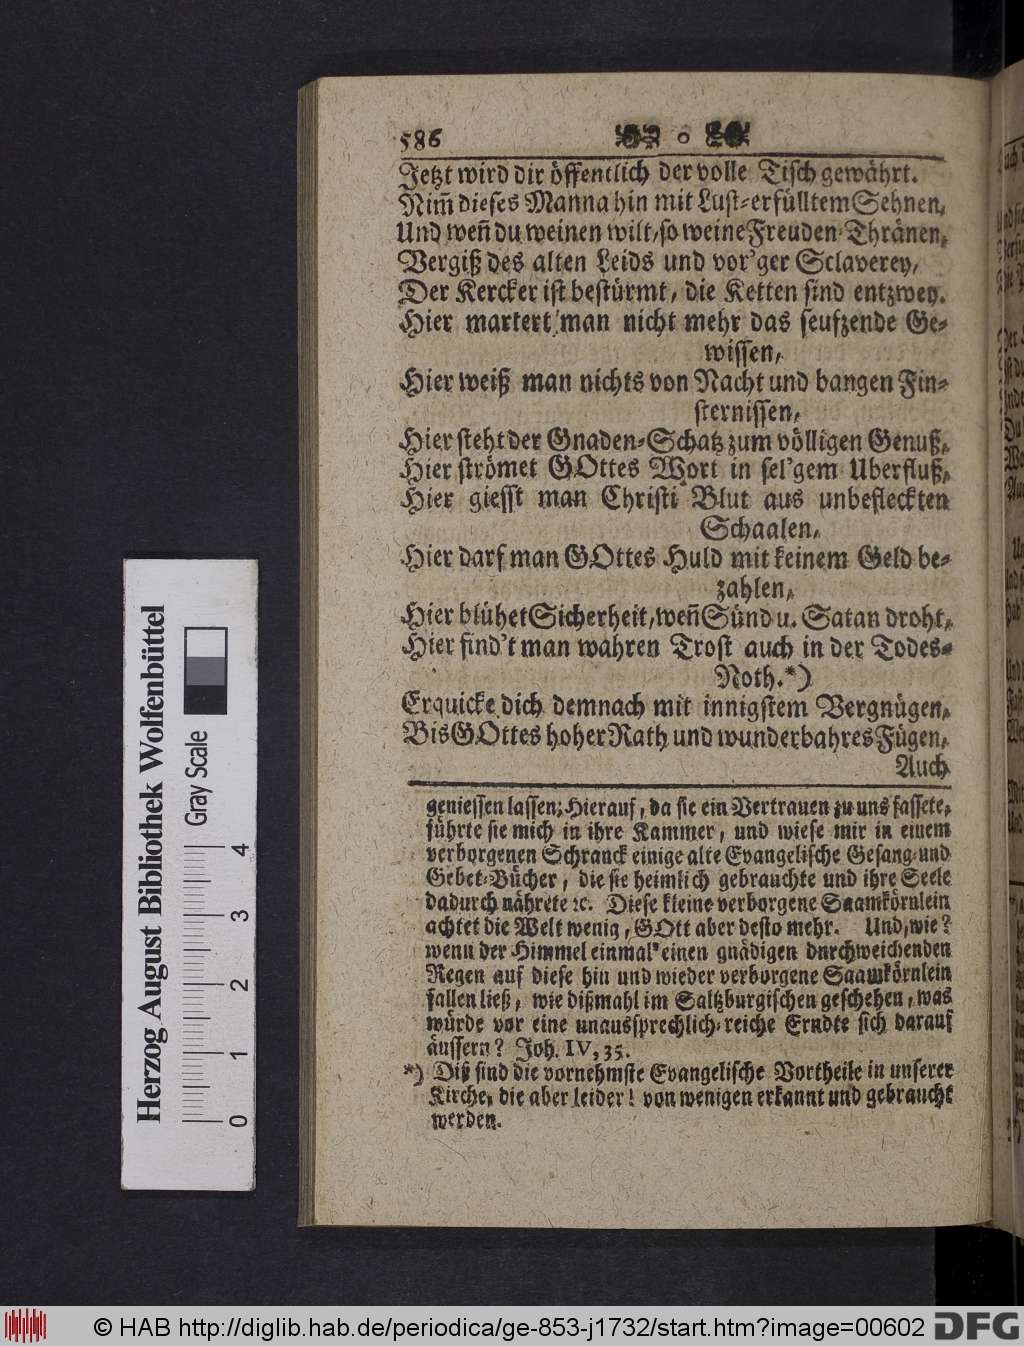 586 o
Jetzt wird dir öffentlich der volle Tisch gewährt.
Nim̃ dieses Manna hin mit Lust-erfülltem Sehnen,
Und wen̄ du weinen wilt, so weine Freuden-Thränen,
Vergiß des alten Leids und vor'ger Sclaverey,
Der Kercker ist bestürmt, die Ketten sind entzwey.
Hier martert man nicht mehr das seufzende Ge-
wissen,
Hier weiß man nichts von Nacht und bangen Fin-
sternissen,
Hier steht der Gnaden-Schatz zum völligen Genuß,
Hier strömet GOttes Wort in sel'gem Uberfluß,
Hier giesst man Christi Blut aus unbefleckten
Schaalen,
Hier darf man GOttes Huld mit keinem Geld be-
zahlen,
Hier blühet Sicherheit, wen̄ Sünd u. Satan droht,
Hier find't man wahren Trost auch in der Todes-
Noth.*)
Erquicke dich demnach mit innigstem Vergnügen,
Bis GOttes hoher Rath und wunderbahres Fügen,
Auch
geniessen lassen; Hierauf, da sie ein Vertrauen zu uns fassete,
führte sie mich in ihre Kammer, und wiese mir in einem
verborgenen Schranck einige alte Evangelische Gesang-und
Gebet-Bücher, die sie heimlich gebrauchte und ihre Seele
dadurch nährete ꝛc. Diese kleine verborgene Saamkörnlein
achtet die Welt wenig, GOtt aber desto mehr. Und, wie?
wenn der Himmel einmal einen gnädigen durchweichenden
Regen auf diese hin und wieder verborgene Saamkörnlein
fallen ließ, wie dißmahl im Saltzburgischen geschehen, was
würde vor eine unaussprechlich-reiche Erndte sich darauf
äussern? Joh. IV, 35.
*) Diß sind die vornehmste Evangelische Vortheile in unserer
Kirche, die aber leider! von wenigen erkannt und gebraucht
werden.
Herzog August Bibliothek Wolfenbüttel
Gray Scale
0 1 2 3 4
© HAB http://diglib.hab.de/periodica/ge-853-j1732/start.htm?image=00602 DFG